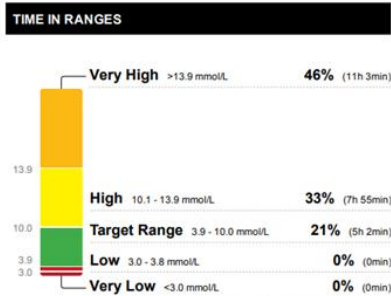 TIME IN RANGES
Very High >13.9 mmol/L 46% (11h 3min)
13.9
High 10.1 - 13.9 mmol/L 33% (7h 55min)
10.0
Target Range 3.9 - 10.0 mmol/L 21% (5h 2min)
3.9
Low 3.0 - 3.8 mmol/L 0% (0min)
3.0
Very Low <3.0 mmol/L 0% (0min)